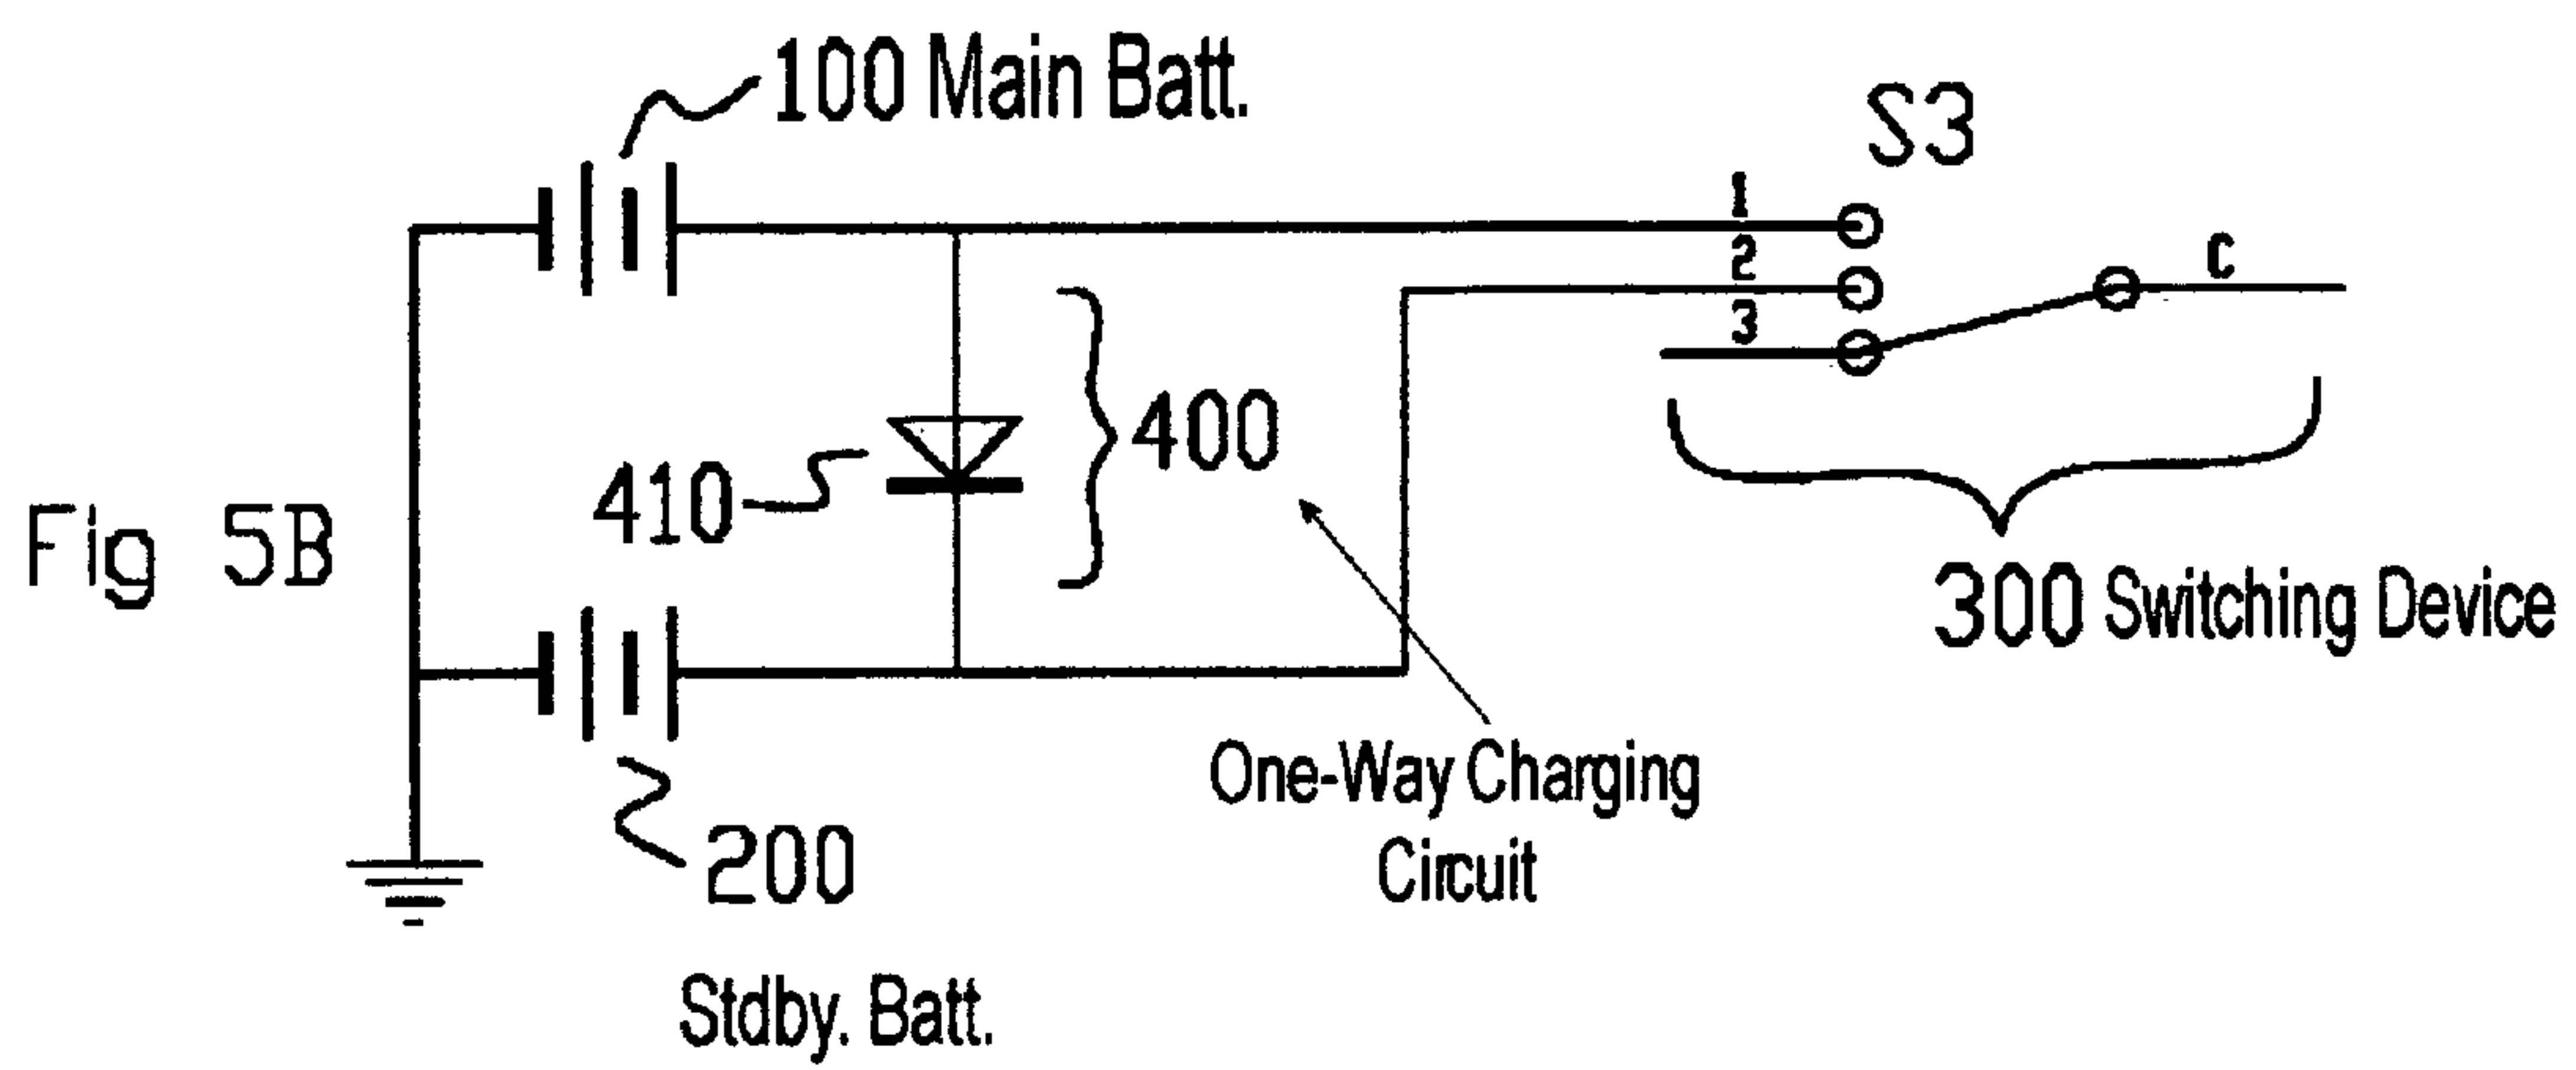 100 Main Batt.
S3
1
2
3
C
400
410
Fig 5B
300 Switching Device
One-Way Charging
Circuit
200
Stdby. Batt.